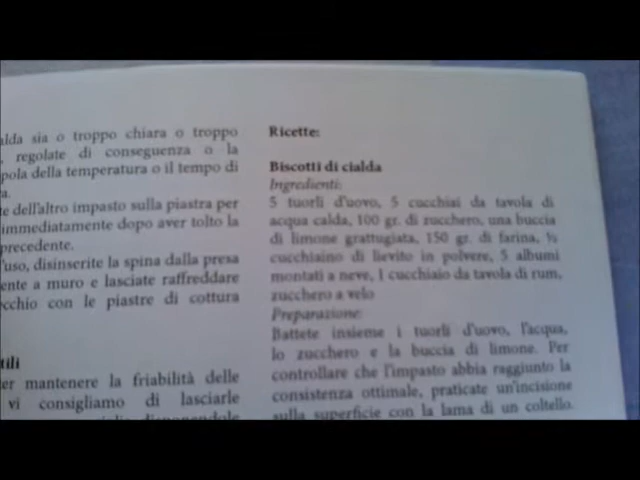 alda sia o troppo chiara o troppo
, regolate di conseguenza o la
pola della temperatura o il tempo di
a.
te dell'altro impasto sulla piastra per
immediatamente dopo aver tolto la
precedente.
l'uso, disinserite la spina dalla presa
ente a muro e lasciate raffreddare
cchio con le piastre di cottura
tili
er mantenere la friabilità delle
vi consigliamo di lasciarle
disponendole
Ricette:
Biscotti di cialda
Ingredienti:
5 tuorli d'uovo, 5 cucchiai da tavola di
acqua calda, 100 gr. di zucchero, una buccia
di limone grattugiata, 150 gr. di farina, ½
cucchiaino di lievito in polvere, 5 albumi
montati a neve, 1 cucchiaio da tavola di rum,
zucchero a velo
Preparazione:
Battete insieme i tuorli d'uovo, l'acqua,
lo zucchero e la buccia di limone. Per
controllare che l'impasto abbia raggiunto la
consistenza ottimale, praticate un'incisione
sulla superficie con la lama di un coltello.